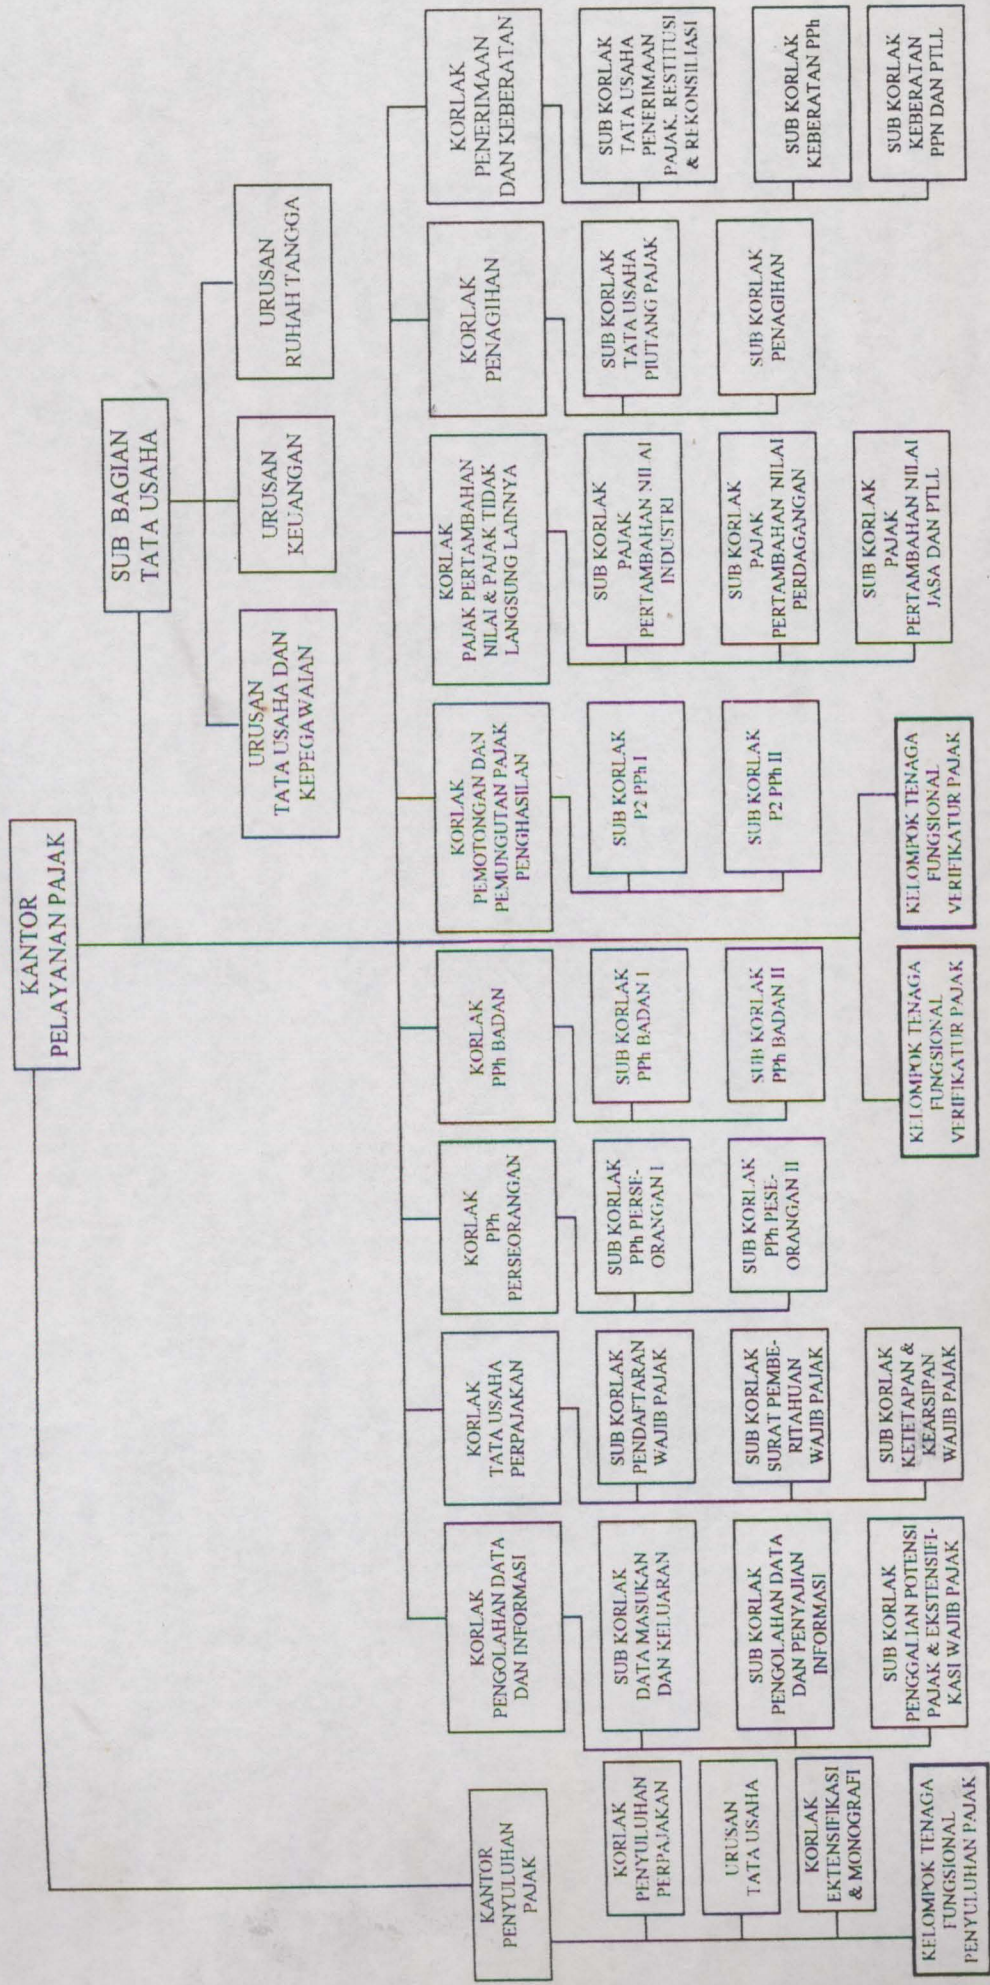 KANTOR
PELAYANAN PAJAK
SUB BAGIAN
TATA USAHA
URUSAN
TATA USAHA DAN
KEPEGAWAIAN
URUSAN
KEUANGAN
URUSAN
RUHAH TANGGA
KANTOR
PENYULUHAN
PAJAK
KORLAK
PENYULUHAN
PERPAJAKAN
URUSAN
TATA USAHA
KORLAK
EKTENSIFIKASI
& MONOGRAFI
KELOMPOK TENAGA
FUNGSIONAL
PENYULUHAN PAJAK
KORLAK
PENGOLAHAN DATA
DAN INFORMASI
SUB KORLAK
DATA MASUKAN
DAN KELUARAN
SUB KORLAK
PENGOLAHAN DATA
DAN PENYAJIAN
INFORMASI
SUB KORLAK
PENGGALIAN POTENSI
PAJAK & EKSTENSIFI-
KASI WAJIB PAJAK
KORLAK
TATA USAHA
PERPAJAKAN
SUB KORLAK
PENDAFTARAN
WAJIB PAJAK
SUB KORLAK
SURAT PEMBE-
RITAHUAN
WAJIB PAJAK
SUB KORLAK
KETETAPAN &
KEARSIPAN
WAJIB PAJAK
KORLAK
PPh
PERSEORANGAN
SUB KORLAK
PPh PERSE-
ORANGAN I
SUB KORLAK
PPh PESE-
ORANGAN II
KORLAK
PPh BADAN
SUB KORLAK
PPh BADAN I
SUB KORLAK
PPh BADAN II
KORLAK
PEMOTONGAN DAN
PEMUNGUTAN PAJAK
PENGHASILAN
SUB KORLAK
P2 PPh I
SUB KORLAK
P2 PPh II
KORLAK
PAJAK PERTAMBAHAN
NILAI & PAJAK TIDAK
LANGSUNG LAINNYA
SUB KORLAK
PAJAK
PERTAMBAHAN NILAI
INDUSTRI
SUB KORLAK
PAJAK
PERTAMBAHAN NILAI
PERDAGANGAN
SUB KORLAK
PAJAK
PERTAMBAHAN NILAI
JASA DAN PTLL
KORLAK
PENAGIHAN
SUB KORLAK
TATA USAHA
PIUTANG PAJAK
SUB KORLAK
PENAGIHAN
KORLAK
PENERIMAAN
DAN KEBERATAN
SUB KORLAK
TATA USAHA
PENERIMAAN
PAJAK, RESTITUSI
& REKONSILIASI
SUB KORLAK
KEBERATAN PPh
SUB KORLAK
KEBERATAN
PPN DAN PTLL
KELOMPOK TENAGA
FUNGSIONAL
VERIFIKATUR PAJAK
KELOMPOK TENAGA
FUNGSIONAL
VERIFIKATUR PAJAK